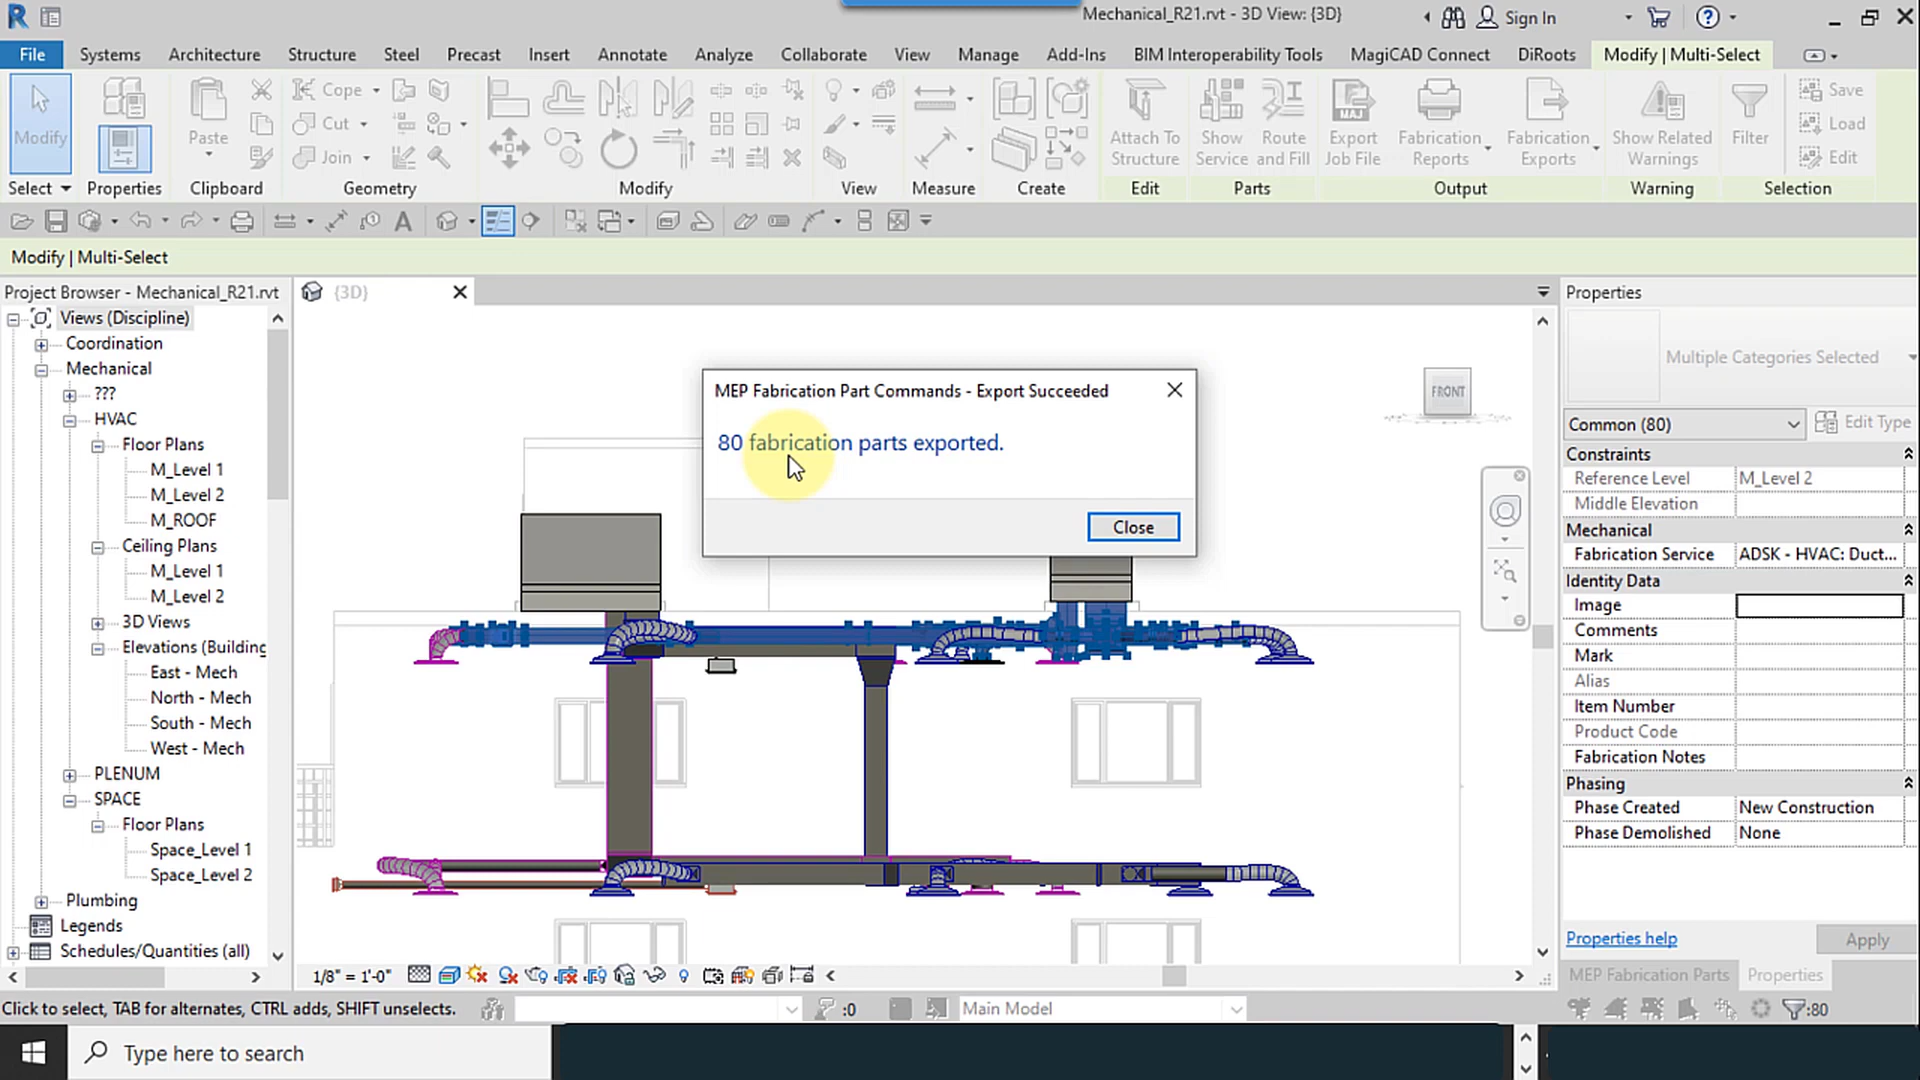 Mechanical_R21.rvt - 3D View: {3D}
Sign In
File
Systems
Architecture
Structure
Steel
Precast
Insert
Annotate
Analyze
Collaborate
View
Manage
Add-Ins
BIM Interoperability Tools
MagiCAD Connect
DiRoots
Modify | Multi-Select
Modify
Paste
Cope
Cut
Join
Attach To
Structure
Show
Service
Route
and Fill
MAJ
Export
Job File
Fabrication
Reports
Fabrication
Exports
Show Related
Warnings
Filter
Save
Load
Edit
Select
Properties
Clipboard
Geometry
Modify
View
Measure
Create
Edit
Parts
Output
Warning
Selection
Modify | Multi-Select
Project Browser - Mechanical_R21.rvt
Views (Discipline)
Coordination
Mechanical
???
HVAC
Floor Plans
M_Level 1
M_Level 2
M_ROOF
Ceiling Plans
M_Level 1
M_Level 2
3D Views
Elevations (Building
East - Mech
North - Mech
South - Mech
West - Mech
PLENUM
SPACE
Floor Plans
Space_Level 1
Space_Level 2
Plumbing
Legends
Schedules/Quantities (all)
{3D}
MEP Fabrication Part Commands - Export Succeeded
80 fabrication parts exported.
Close
FRONT
Properties
Multiple Categories Selected
Common (80)
Edit Type
Constraints
Reference Level
M_Level 2
Middle Elevation
Mechanical
Fabrication Service
ADSK - HVAC: Duct...
Identity Data
Image
Comments
Mark
Alias
Item Number
Product Code
Fabrication Notes
Phasing
Phase Created
New Construction
Phase Demolished
None
Properties help
Apply
MEP Fabrication Parts
Properties
1/8" = 1'-0"
Click to select, TAB for alternates, CTRL adds, SHIFT unselects.
:0
Main Model
:80
Type here to search